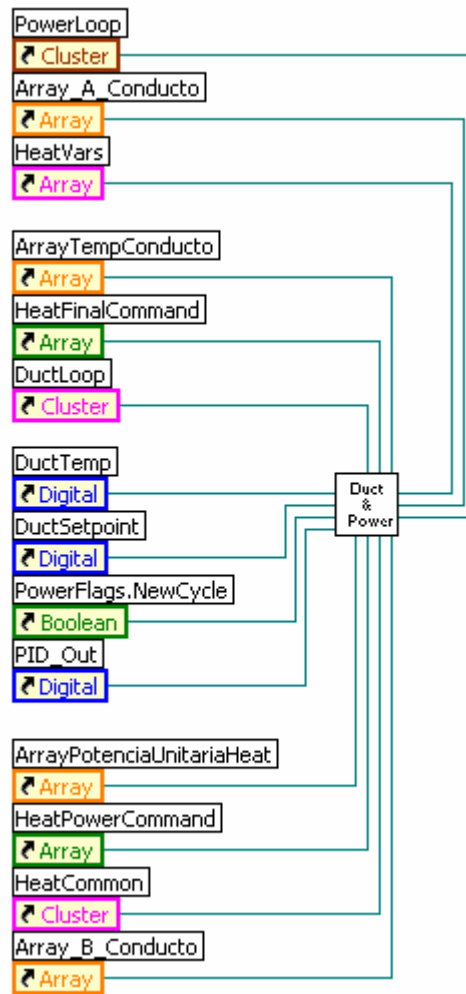 PowerLoop
Cluster
Array_A_Conducto
Array
HeatVars
Array
ArrayTempConducto
Array
HeatFinalCommand
Array
DuctLoop
Cluster
DuctTemp
Digital
DuctSetpoint
Digital
PowerFlags.NewCycle
Boolean
PID_Out
Digital
Duct
&
Power
ArrayPotenciaUnitariaHeat
Array
HeatPowerCommand
Array
HeatCommon
Cluster
Array_B_Conducto
Array